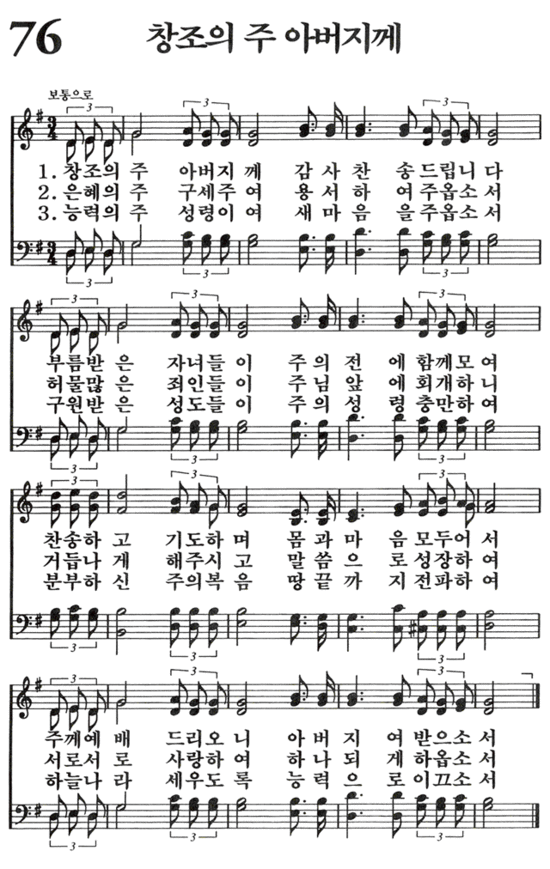 76 창조의 주 아버지께
보통으로
1. 창조의 주 아버지께 감사 찬송드립니다
2. 은혜의 주 구세주여 용서하여주옵소서
3. 능력의 주 성령이여 새마음을주옵소서
부름받은 자녀들이 주의 전에함께모여
허물많은 죄인들이 주님 앞에회개하니
구원받은 성도들이 주의 성령충만하여
찬송하고 기도하며 몸과마음모두어서
거듭나게 해주시고 말씀으로성장하여
분부하신 주의복음 땅끝까지전파하여
주께예배 드리오니 아버지여받으소서
서로서로 사랑하여 하나되게하옵소서
하늘나라 세우도록 능력으로이끄소서